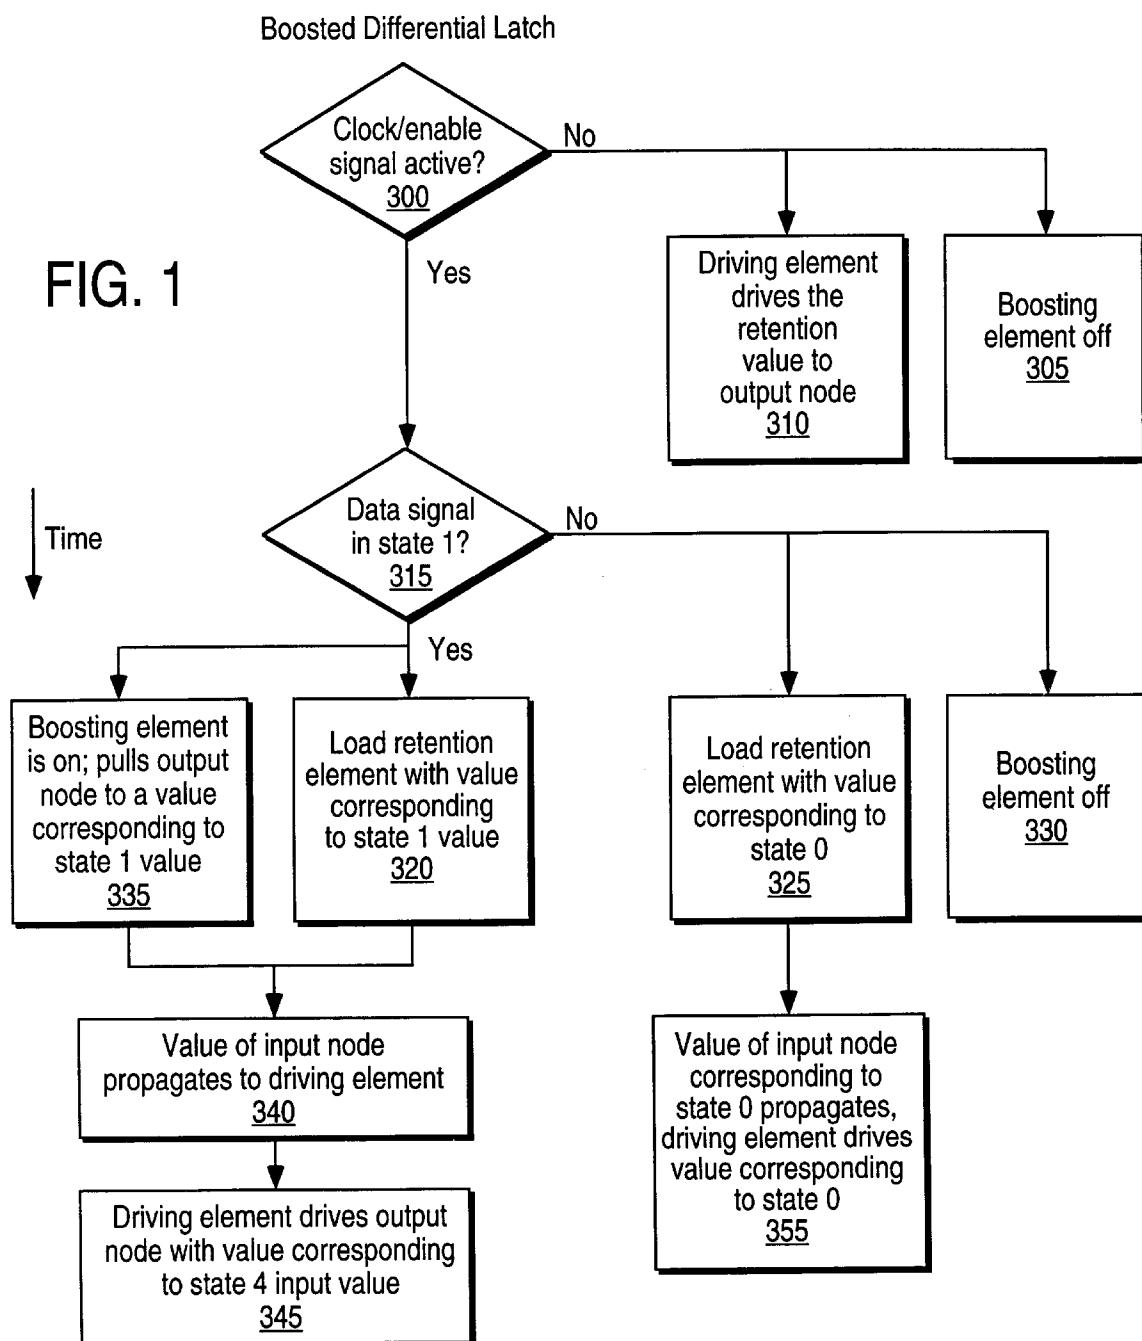 Boosted Differential Latch
Clock/enable
signal active?
300
No
Yes
FIG. 1
Driving element
drives the
retention
value to
output node
310
Boosting
element off
305
Time
Data signal
in state 1?
315
No
Yes
Boosting element
is on; pulls output
node to a value
corresponding to
state 1 value
335
Load retention
element with value
corresponding
to state 1 value
320
Load retention
element with value
corresponding to
state 0
325
Boosting
element off
330
Value of input node
propagates to driving element
340
Value of input node
corresponding to
state 0 propagates,
driving element drives
value corresponding
to state 0
355
Driving element drives output
node with value corresponding
to state 4 input value
345